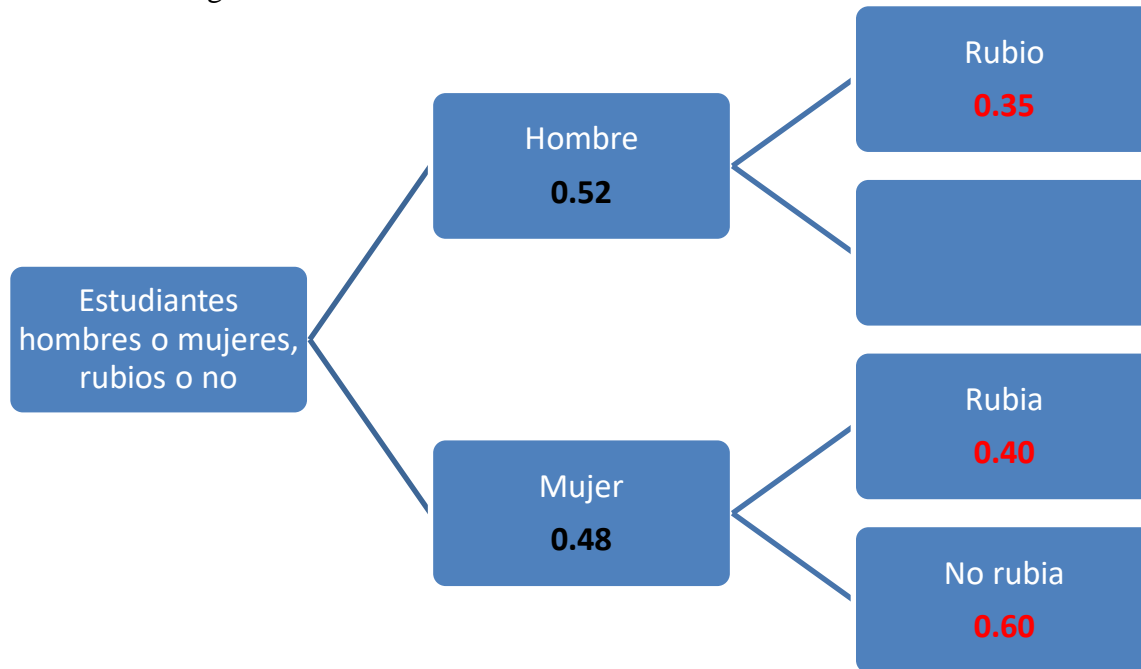 Estudiantes
hombres o mujeres,
rubios o no
Hombre
0.52
Rubio
0.35
Mujer
0.48
Rubia
0.40
No rubia
0.60